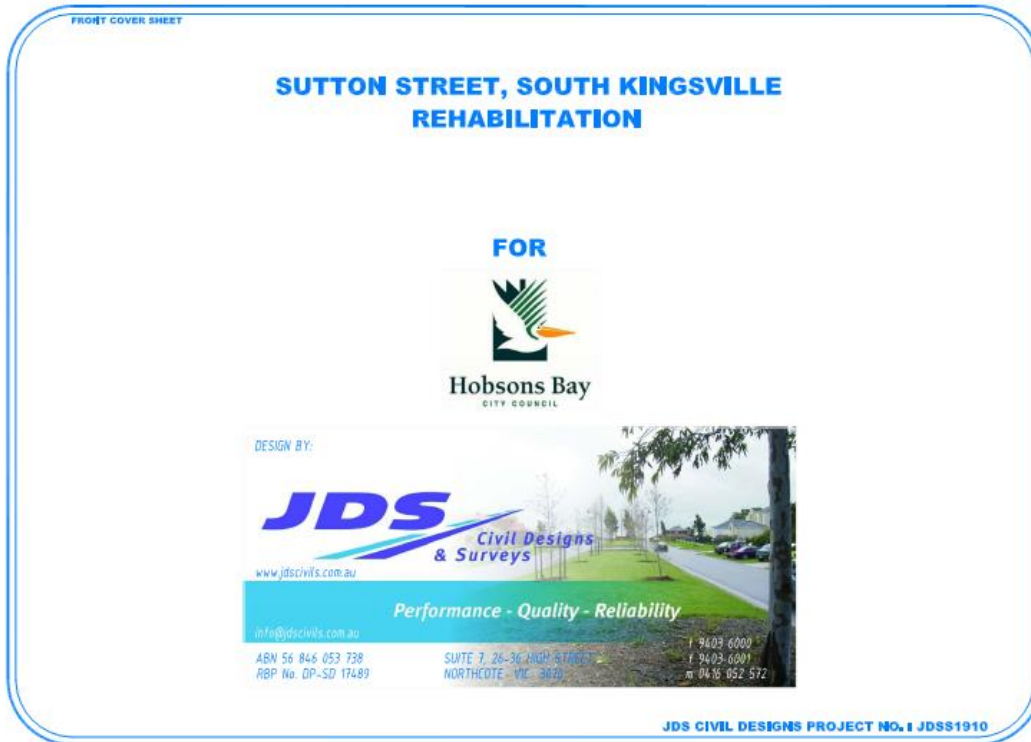 FRONT COVER SHEET
SUTTON STREET, SOUTH KINGSVILLE
REHABILITATION
FOR
Hobsons Bay
CITY COUNCIL
DESIGN BY:
JDS
Civil Designs
& Surveys
www.jdscivils.com.au
Performance - Quality - Reliability
info@jdscivils.com.au
ABN 56 846 053 738
RBP No. DP-SD 17489
SUITE 7, 26-36 HIGH STREET
NORTHCOTE VIC. 3070
t 9403 6000
f 9403-6001
m 0416 052 572
JDS CIVIL DESIGNS PROJECT NO. : JDSS1910